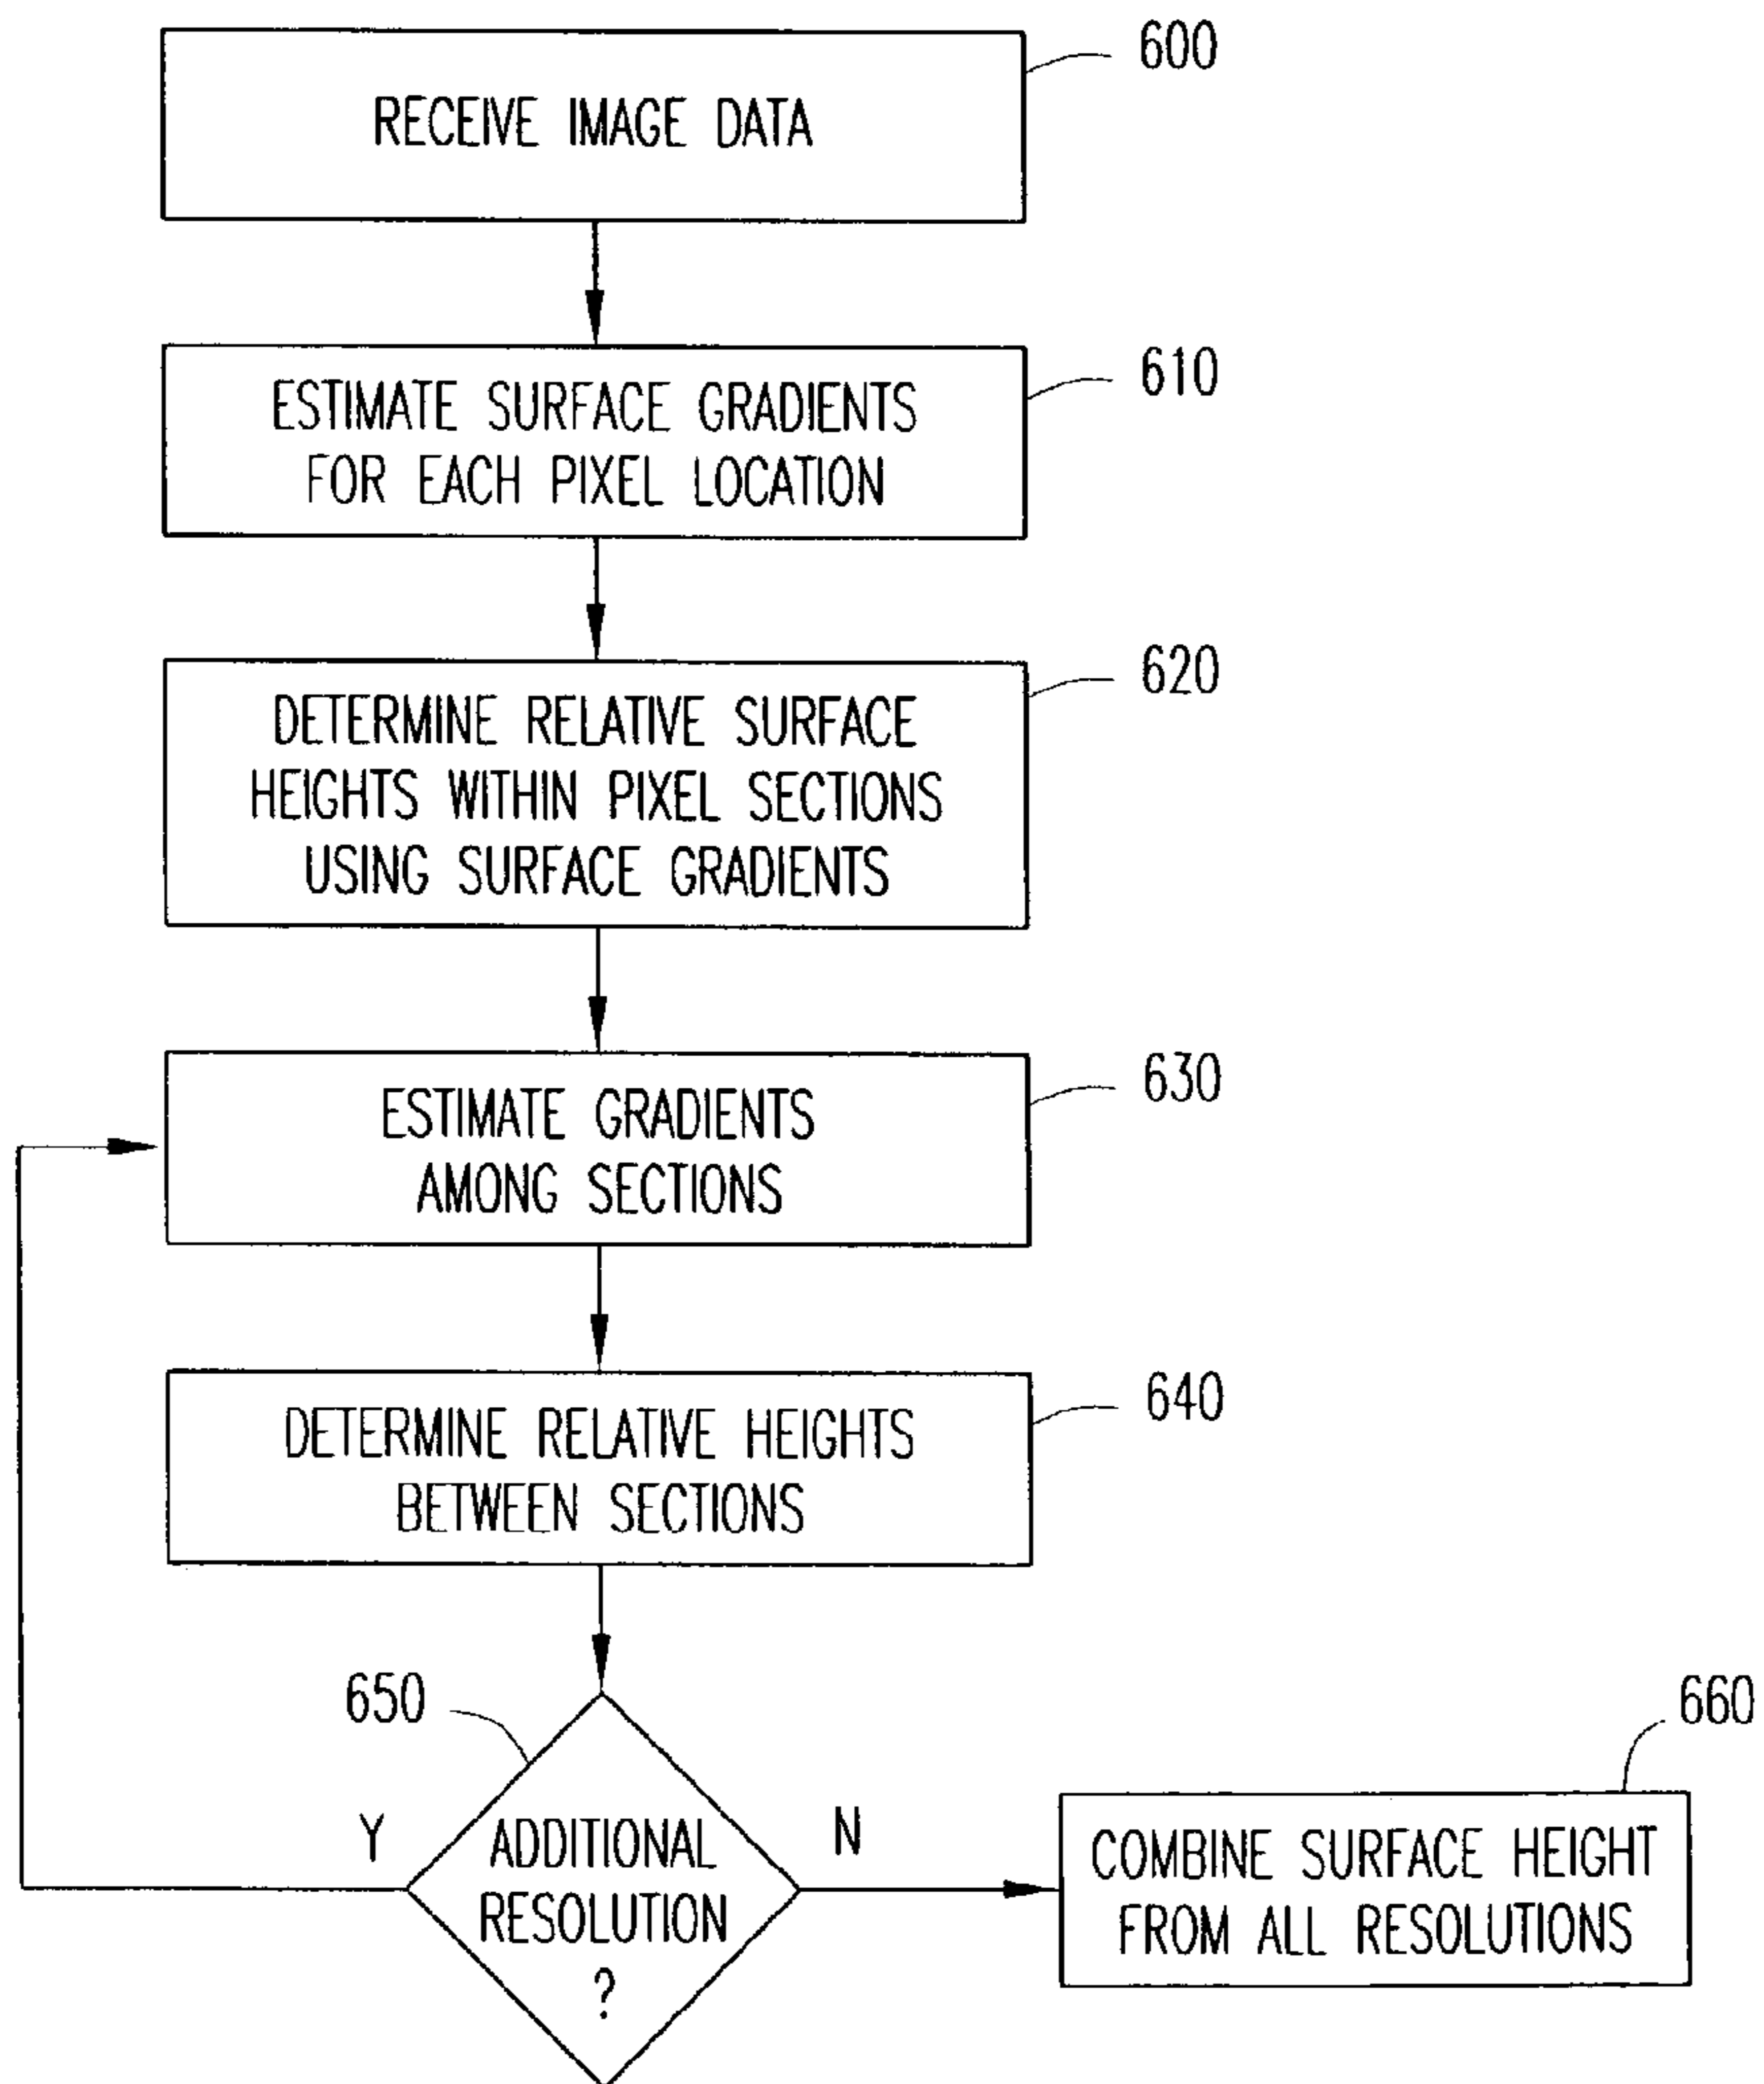 600
RECEIVE IMAGE DATA
610
ESTIMATE SURFACE GRADIENTS
FOR EACH PIXEL LOCATION
620
DETERMINE RELATIVE SURFACE
HEIGHTS WITHIN PIXEL SECTIONS
USING SURFACE GRADIENTS
630
ESTIMATE GRADIENTS
AMONG SECTIONS
640
DETERMINE RELATIVE HEIGHTS
BETWEEN SECTIONS
650
Y
ADDITIONAL
RESOLUTION
?
N
660
COMBINE SURFACE HEIGHT
FROM ALL RESOLUTIONS